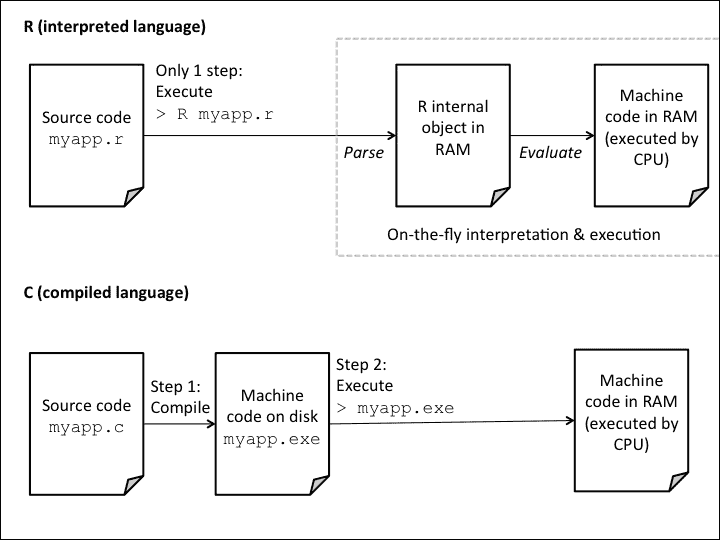 R (interpreted language)
Only 1 step:
Execute
> R myapp.r
Source code
myapp.r
Parse
R internal
object in
RAM
Evaluate
Machine
code in RAM
(executed by
CPU)
On-the-fly interpretation & execution
C (compiled language)
Source code
myapp.c
Step 1:
Compile
Machine
code on disk
myapp.exe
Step 2:
Execute
> myapp.exe
Machine
code in RAM
(executed by
CPU)